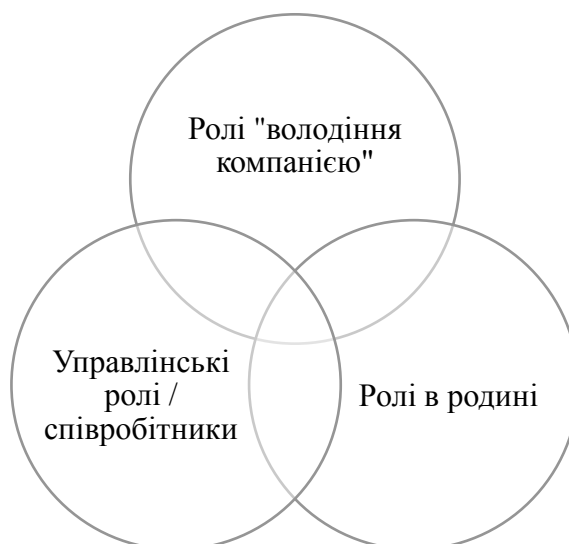 Ролі "володіння
компанією"
Управлінські
ролі /
співробітники
Ролі в родині